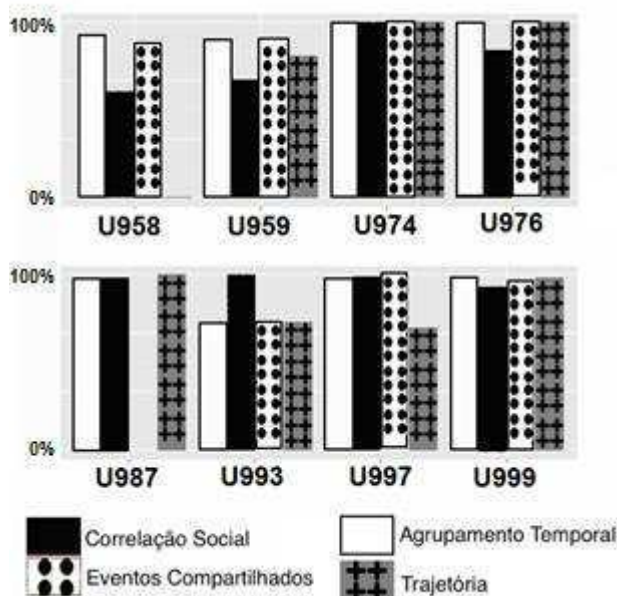 100%
0%
U958 U959 U974 U976
100%
0%
U987 U993 U997 U999
Correlação Social Agrupamento Temporal
Eventos Compartilhados Trajetória